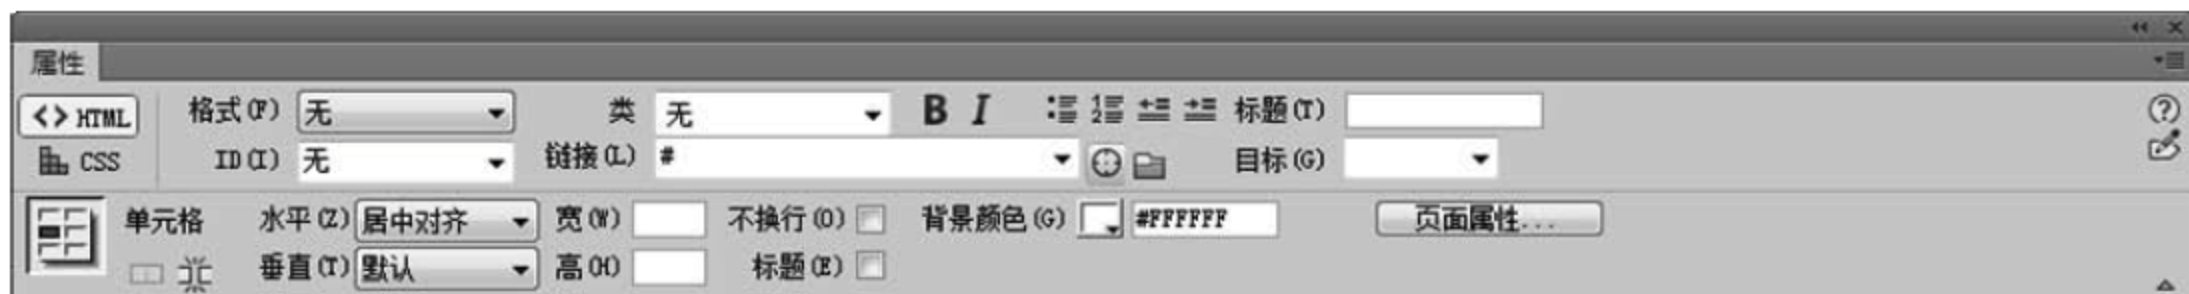 属性
<> HTML 格式(F) 无 类 无 B I 标题(T)
CSS ID(I) 无 链接(L) # 目标(G)
单元格 水平(Z) 居中对齐 宽(W) 不换行(O) 背景颜色(G) #FFFFFF 页面属性...
垂直(T) 默认 高(H) 标题(E)